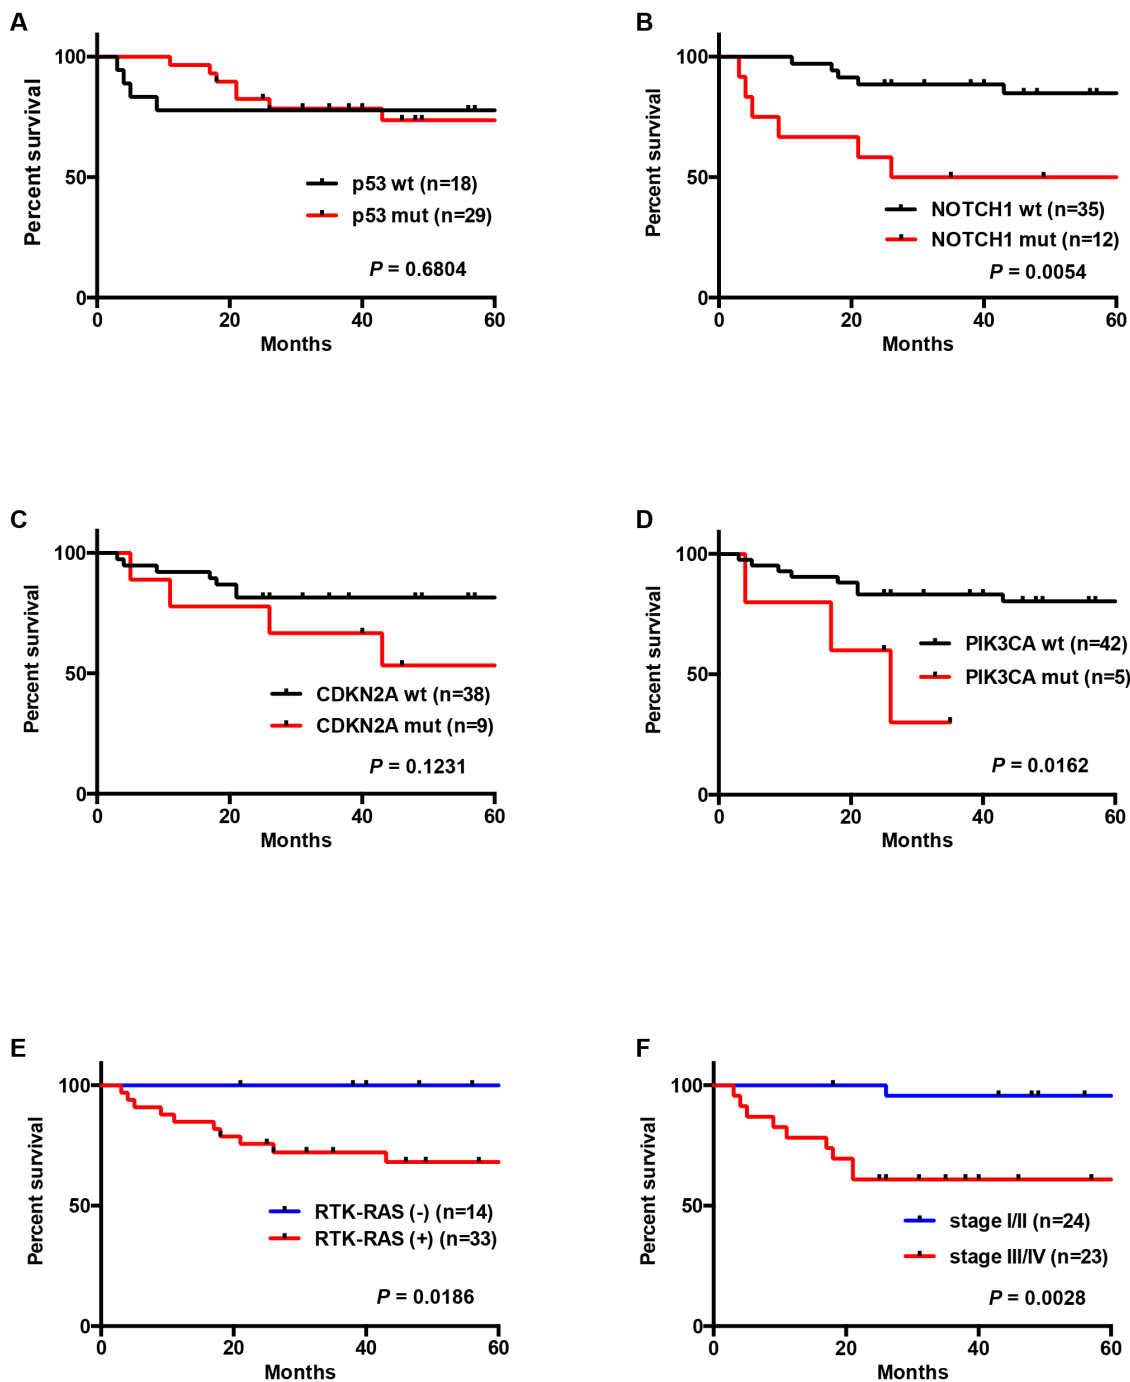 A
Percent survival
100
50
0
p53 wt (n=18)
p53 mut (n=29)
P = 0.6804
0 20 40 60
Months
B
Percent survival
100
50
0
NOTCH1 wt (n=35)
NOTCH1 mut (n=12)
P = 0.0054
0 20 40 60
Months
C
Percent survival
100
50
0
CDKN2A wt (n=38)
CDKN2A mut (n=9)
P = 0.1231
0 20 40 60
Months
D
Percent survival
100
50
0
PIK3CA wt (n=42)
PIK3CA mut (n=5)
P = 0.0162
0 20 40 60
Months
E
Percent survival
100
50
0
RTK-RAS (-) (n=14)
RTK-RAS (+) (n=33)
P = 0.0186
0 20 40 60
Months
F
Percent survival
100
50
0
stage I/II (n=24)
stage III/IV (n=23)
P = 0.0028
0 20 40 60
Months